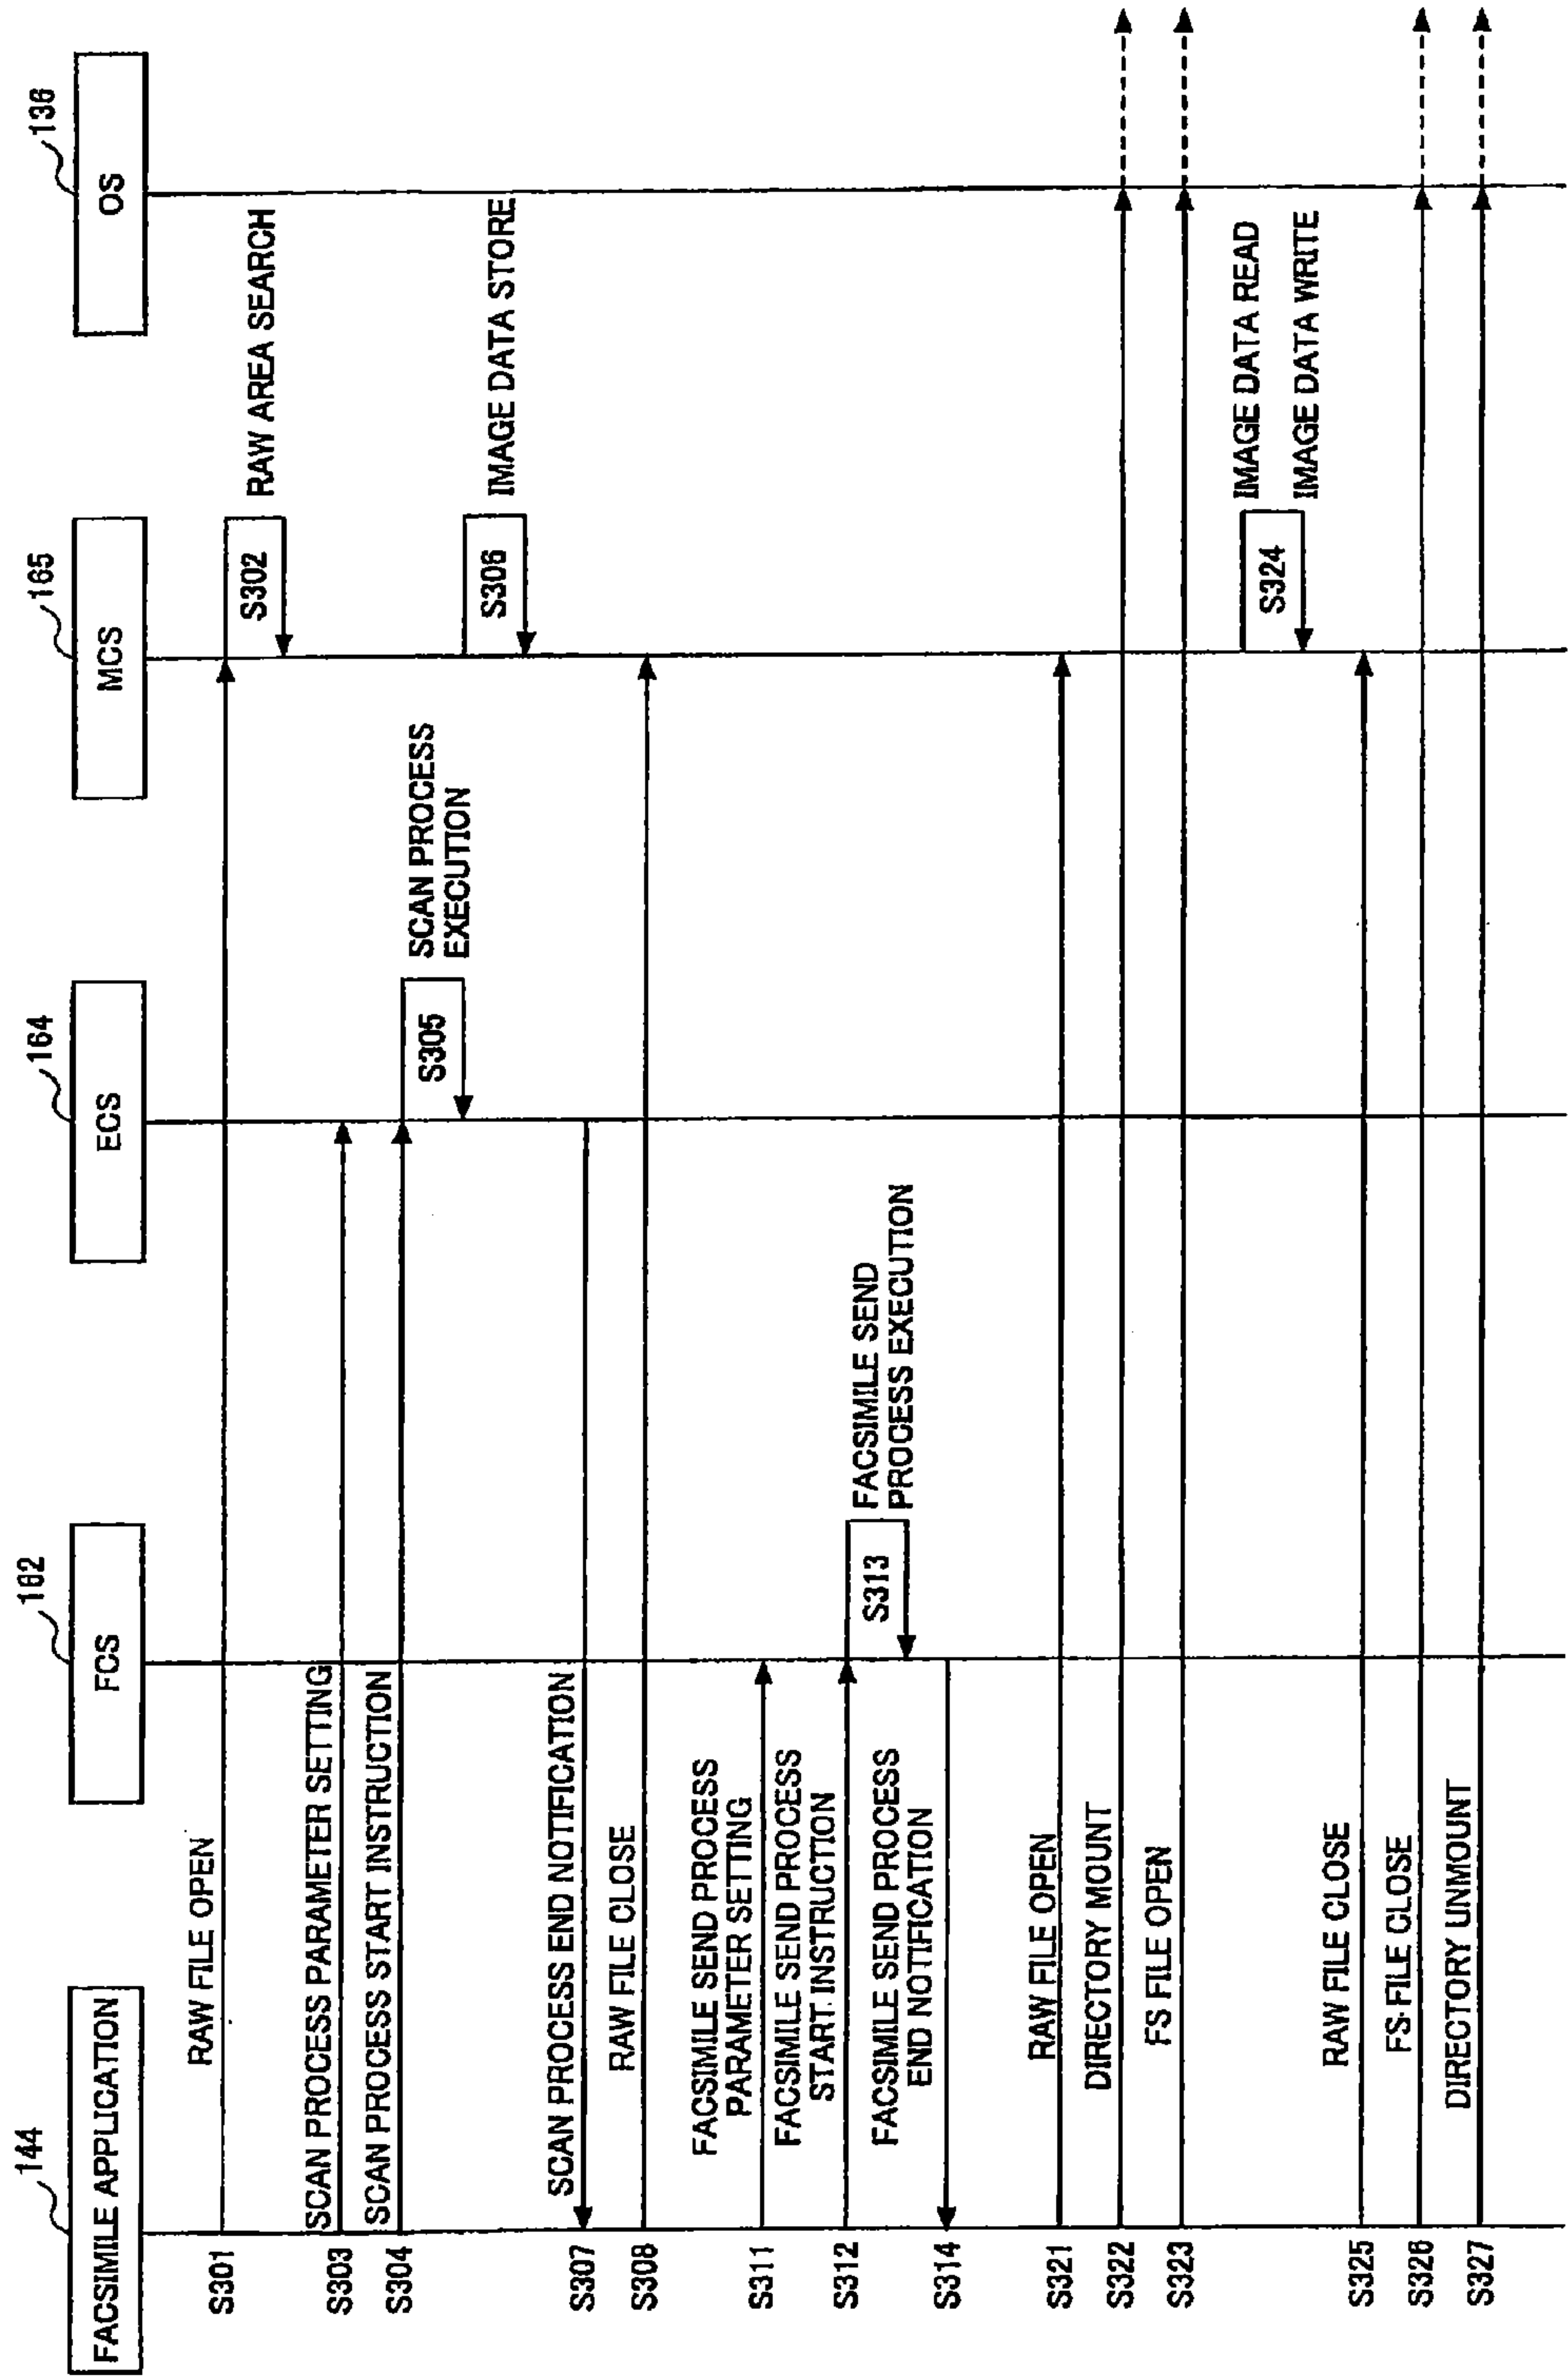 144
FACSIMILE APPLICATION
162
FCS
164
ECS
165
MCS
136
OS
S301
RAW FILE OPEN
S302
RAW AREA SEARCH
S303
SCAN PROCESS PARAMETER SETTING
S304
SCAN PROCESS START INSTRUCTION
S305
SCAN PROCESS
EXECUTION
S306
IMAGE DATA STORE
S307
SCAN PROCESS END NOTIFICATION
S308
RAW FILE CLOSE
S311
FACSIMILE SEND PROCESS
PARAMETER SETTING
S312
FACSIMILE SEND PROCESS
START INSTRUCTION
S313
FACSIMILE SEND
PROCESS EXECUTION
S314
FACSIMILE SEND PROCESS
END NOTIFICATION
S321
RAW FILE OPEN
S322
DIRECTORY MOUNT
S323
FS FILE OPEN
S324
IMAGE DATA READ
IMAGE DATA WRITE
S325
RAW FILE CLOSE
S326
FS FILE CLOSE
S327
DIRECTORY UNMOUNT